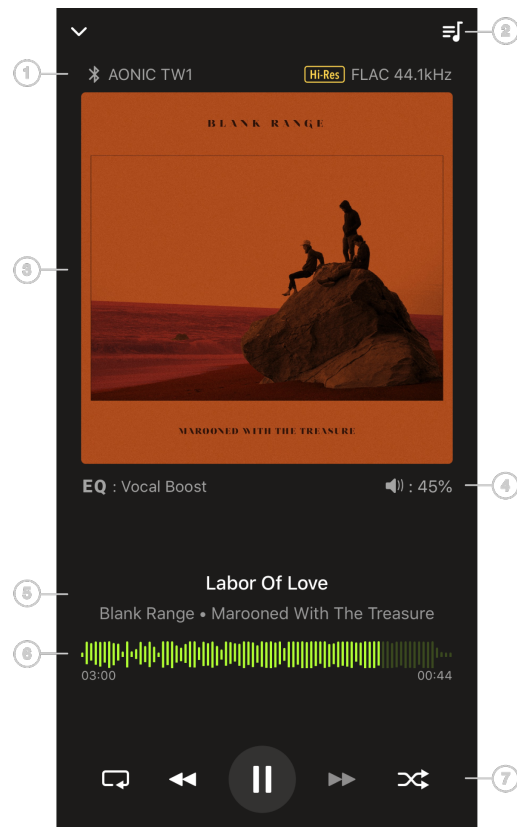 2
1
AONIC TW1
Hi-Res FLAC 44.1kHz
BLANK RANGE
3
MAROONED WITH THE TREASURE
EQ : Vocal Boost
: 45%
4
Labor Of Love
5
Blank Range • Marooned With The Treasure
6
03:00
00:44
7